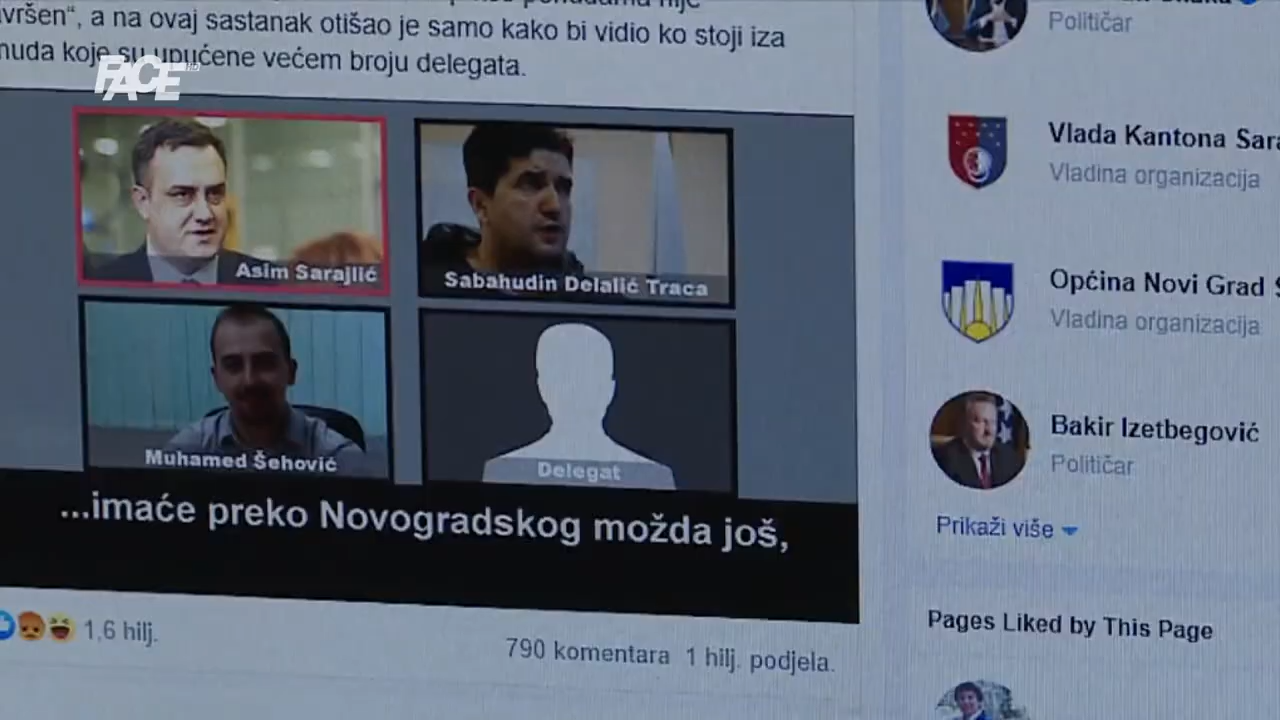 vršen“, a na ovaj sastanak otišao je samo kako bi vidio ko stoji iza
nuda koje su upućene većem broju delegata.
FACE HD
Asim Sarajlić
Sabahudin Delalić Traca
Muhamed Šehović
Delegat
...imaće preko Novogradskog možda još,
1,6 hilj.
790 komentara 1 hilj. podjela.
Političar
Vlada Kantona Sara
Vladina organizacija
Općina Novi Grad S
Vladina organizacija
Bakir Izetbegović
Političar
Prikaži više
Pages Liked by This Page